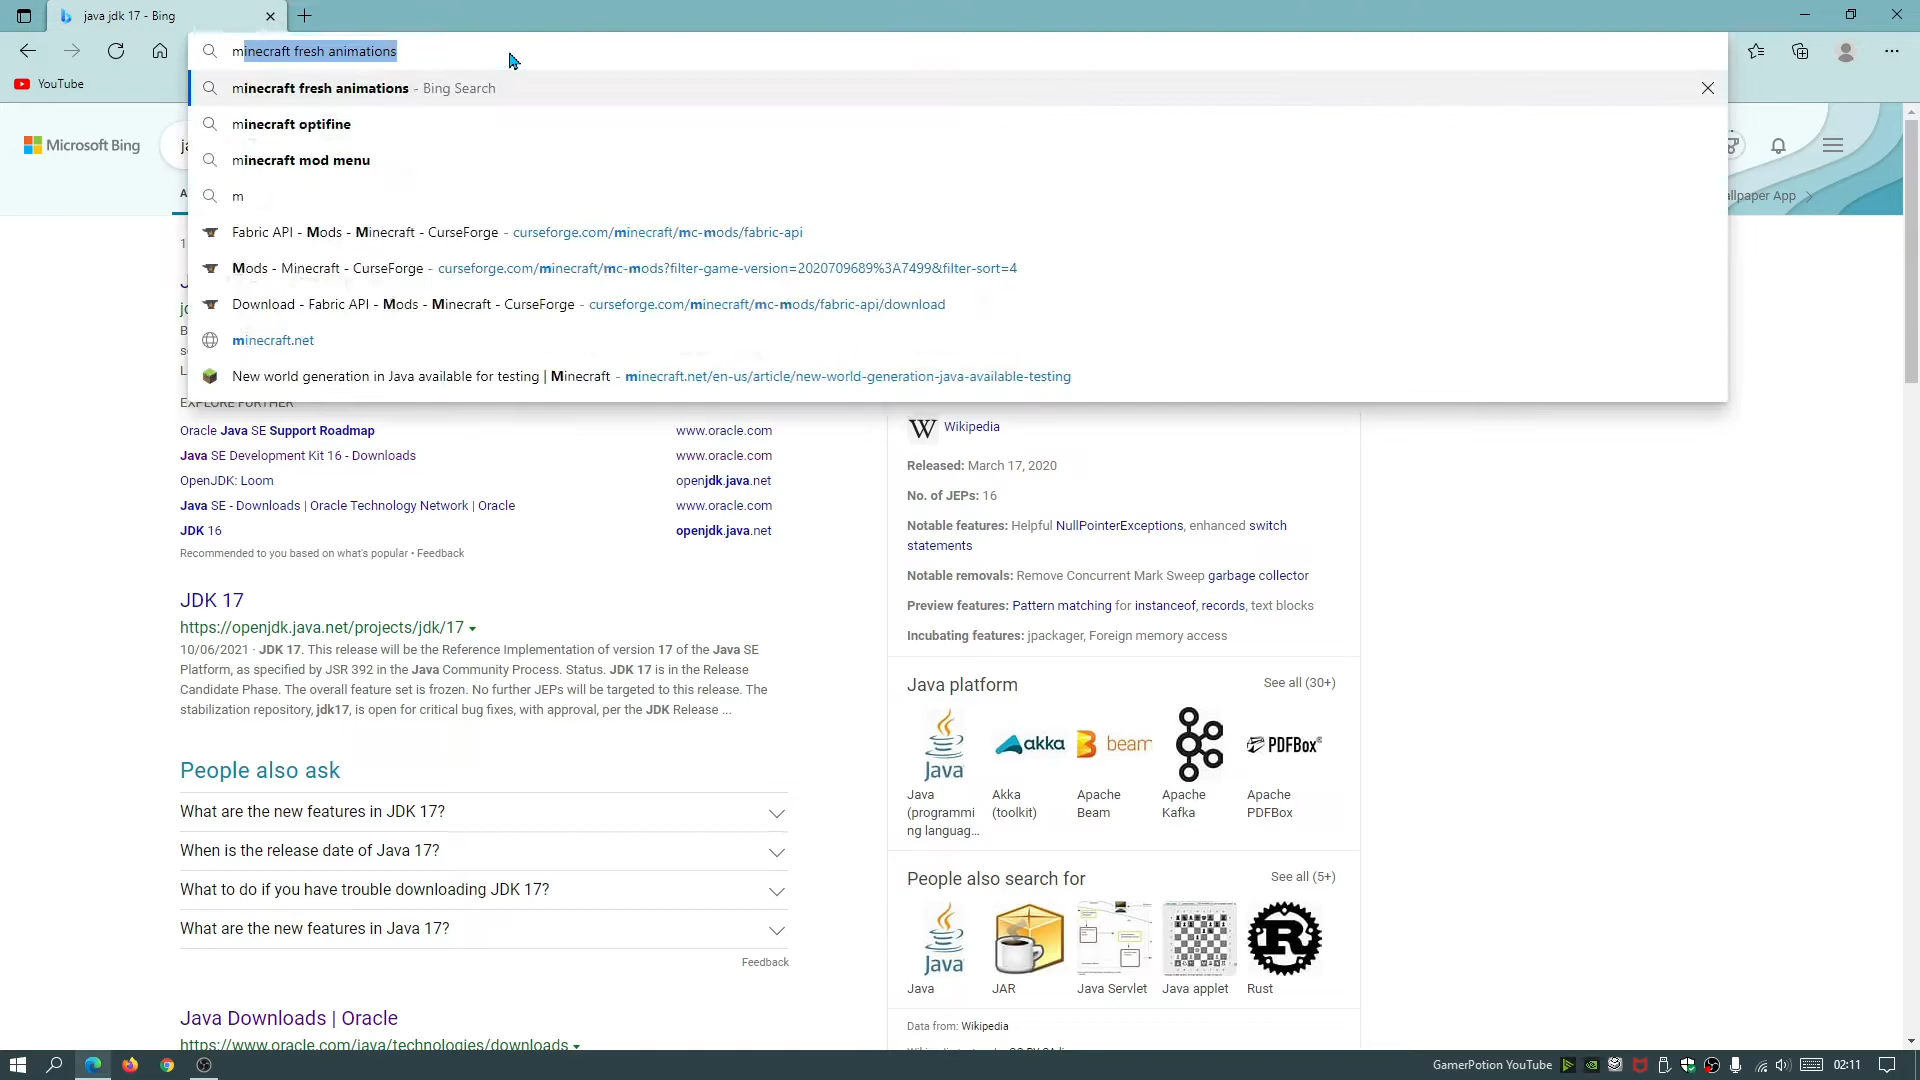 java jdk 17 - Bing
minecraft fresh animations
YouTube
minecraft fresh animations - Bing Search
minecraft optifine
Microsoft Bing
minecraft mod menu
m
llpaper App
Fabric API - Mods - Minecraft - CurseForge - curseforge.com/minecraft/mc-mods/fabric-api
Mods - Minecraft - CurseForge - curseforge.com/minecraft/mc-mods?filter-game-version=2020709689%3A7499&filter-sort=4
Download - Fabric API - Mods - Minecraft - CurseForge - curseforge.com/minecraft/mc-mods/fabric-api/download
minecraft.net
New world generation in Java available for testing | Minecraft - minecraft.net/en-us/article/new-world-generation-java-available-testing
EXPLORE FURTHER
Oracle Java SE Support Roadmap www.oracle.com
Java SE Development Kit 16 - Downloads www.oracle.com
OpenJDK: Loom openjdk.java.net
Java SE - Downloads | Oracle Technology Network | Oracle www.oracle.com
JDK 16 openjdk.java.net
Recommended to you based on what's popular • Feedback
JDK 17
https://openjdk.java.net/projects/jdk/17
10/06/2021 · JDK 17. This release will be the Reference Implementation of version 17 of the Java SE
Platform, as specified by JSR 392 in the Java Community Process. Status. JDK 17 is in the Release
Candidate Phase. The overall feature set is frozen. No further JEPs will be targeted to this release. The
stabilization repository, jdk17, is open for critical bug fixes, with approval, per the JDK Release ...
People also ask
What are the new features in JDK 17?
When is the release date of Java 17?
What to do if you have trouble downloading JDK 17?
What are the new features in Java 17?
Feedback
Java Downloads | Oracle
https://www.oracle.com/java/technologies/downloads
W Wikipedia
Released: March 17, 2020
No. of JEPs: 16
Notable features: Helpful NullPointerExceptions, enhanced switch
statements
Notable removals: Remove Concurrent Mark Sweep garbage collector
Preview features: Pattern matching for instanceof, records, text blocks
Incubating features: jpackager, Foreign memory access
Java platform See all (30+)
Java akka beam PDFBox
Java Akka Apache Apache Apache
(programmi (toolkit) Beam Kafka PDFBox
ng languag...
People also search for See all (5+)
Java R
Java JAR Java Servlet Java applet Rust
Data from: Wikipedia
GamerPotion YouTube 02:11